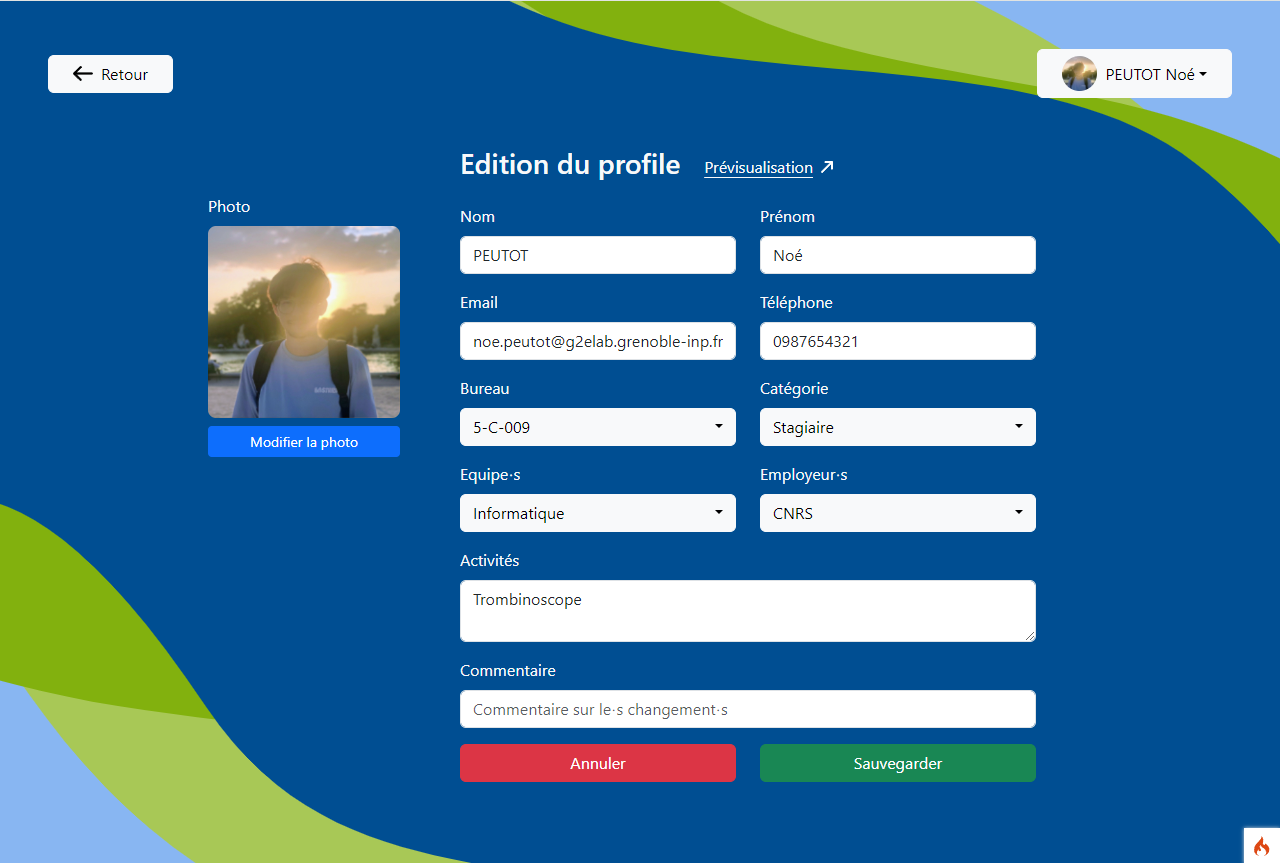 Retour
PEUTOT Noé
Edition du profile
Prévisualisation
Photo
Modifier la photo
Nom
Prénom
PEUTOT
Noé
Email
Téléphone
noe.peutot@g2elab.grenoble-inp.fr
0987654321
Bureau
Catégorie
5-C-009
Stagiaire
Equipe·s
Employeur·s
Informatique
CNRS
Activités
Trombinoscope
Commentaire
Commentaire sur le·s changement·s
Annuler
Sauvegarder